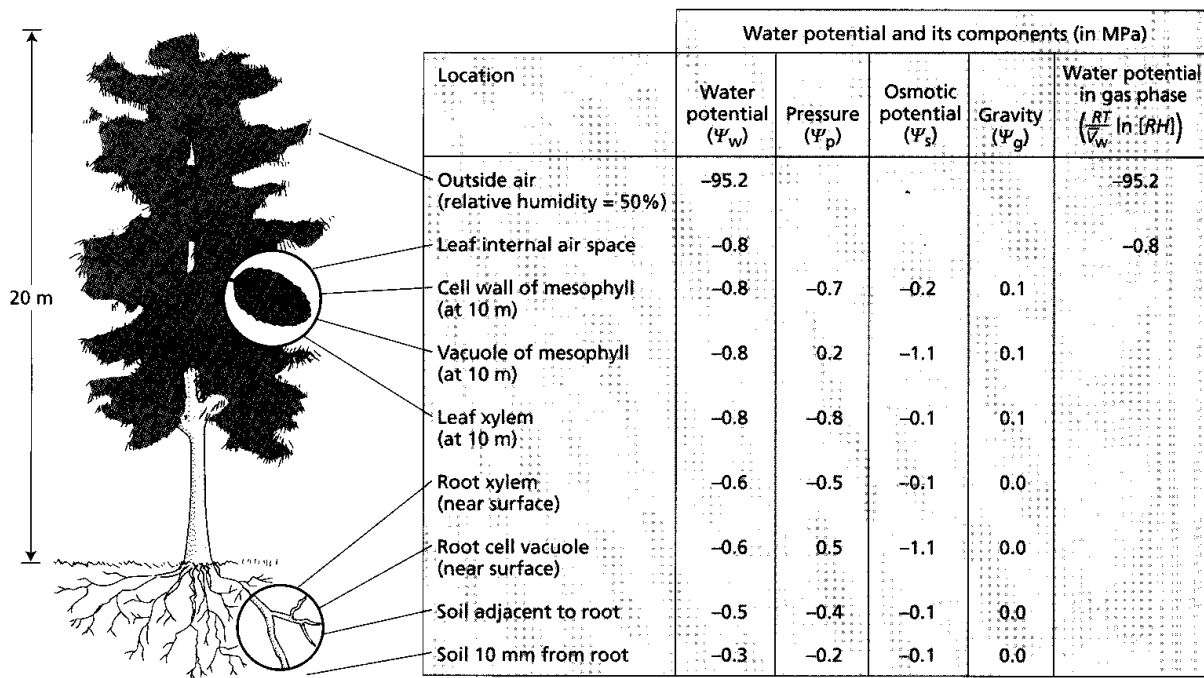 20 m
Water potential and its components (in MPa)
Location
Water
potential
(Ψw)
Pressure
(Ψp)
Osmotic
potential
(Ψs)
Gravity
(Ψg)
Water potential
in gas phase
(RT/V̄w ln [RH])
Outside air –95.2 –95.2
(relative humidity = 50%)
Leaf internal air space –0.8 –0.8
Cell wall of mesophyll –0.8 –0.7 –0.2 0.1
(at 10 m)
Vacuole of mesophyll –0.8 0.2 –1.1 0.1
(at 10 m)
Leaf xylem –0.8 –0.8 –0.1 0.1
(at 10 m)
Root xylem –0.6 –0.5 –0.1 0.0
(near surface)
Root cell vacuole –0.6 0.5 –1.1 0.0
(near surface)
Soil adjacent to root –0.5 –0.4 –0.1 0.0
Soil 10 mm from root –0.3 –0.2 –0.1 0.0